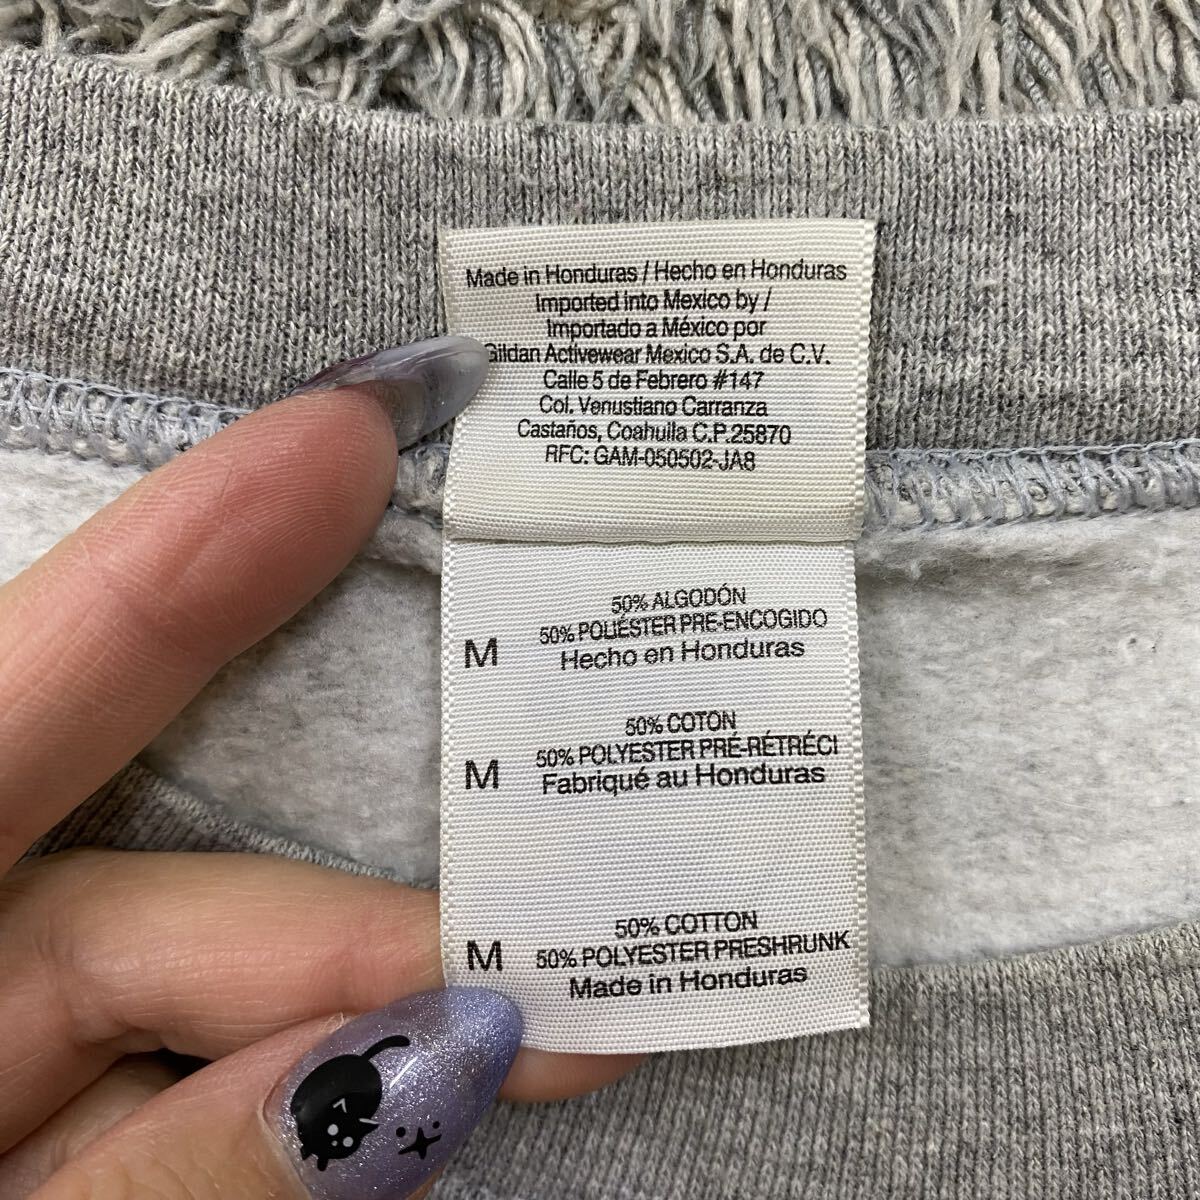 Made in Honduras / Hecho en Honduras
Imported into Mexico by /
Importado a México por
Gildan Activewear Mexico S.A. de C.V.
Calle 5 de Febrero #147
Col. Venustiano Carranza
Castaños, Coahuila C.P.25870
RFC: GAM-050502-JA8
50% ALGODÓN
50% POLIÉSTER PRE-ENCOGIDO
M Hecho en Honduras
50% COTON
50% POLYESTER PRÉ-RÉTRÉCI
M Fabriqué au Honduras
50% COTTON
M 50% POLYESTER PRESHRUNK
Made in Honduras